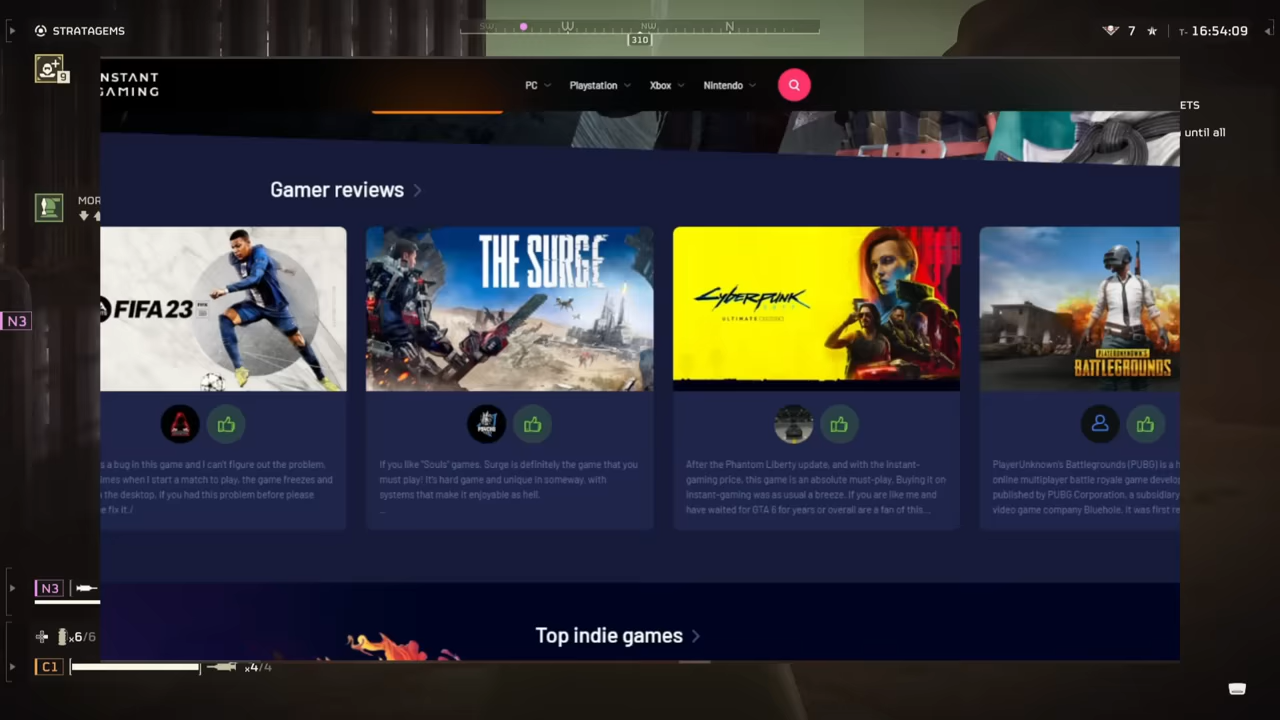 STRATAGEMS
SW
W
NW
N
310
7
T- 16:54:09
9
NSTANT
GAMING
PC
Playstation
Xbox
Nintendo
ETS
until all
MOR
Gamer reviews
FIFA 23
THE SURGE
CYBERPUNK
ULTIMATE
PLAYERUNKNOWN'S
BATTLEGROUNDS
N3
s a bug in this game and I can't figure out the problem.
imes when I start a match to play, the game freezes and
the desktop. If you had this problem before please
e fix it./
If you like "Souls" games. Surge is definitely the game that you
must play! It's hard and unique in someway, with
systems that make it enjoyable as hell.
...
After the Phantom Liberty update, and with the Instant-
gaming price, this game is an absolute must-play. Buying it on
Instant-gaming was as usual a breeze. If you are like me and
have waited for GTA 6 for years or overall are a fan of this...
PlayerUnknown's Battlegrounds (PUBG) is a
online multiplayer battle royale game
published by PUBG Corporation, a subsidiary
video game company Bluehole. It was first
N3
x6/6
C1
x4/4
Top indie games